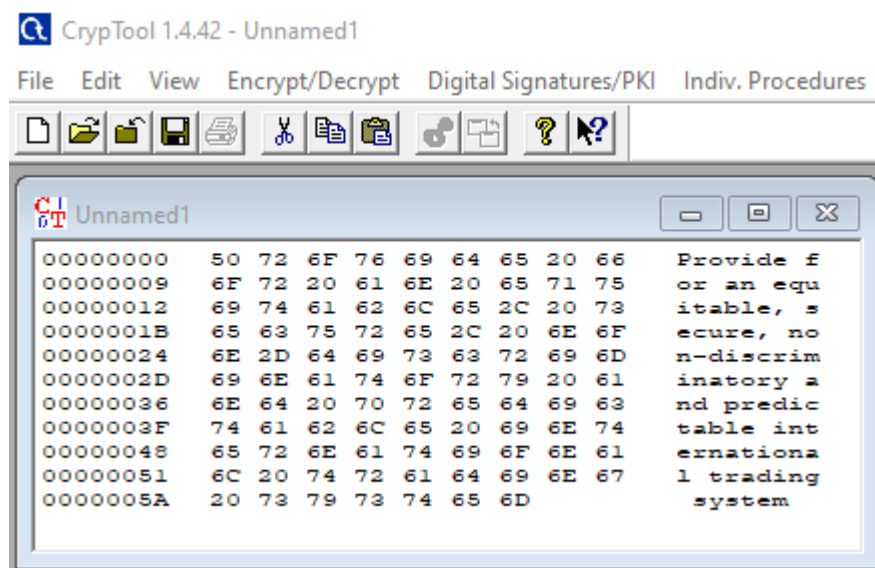 CrypTool 1.4.42 - Unnamed1
File Edit View Encrypt/Decrypt Digital Signatures/PKI Indiv. Procedures
Unnamed1
00000000 50 72 6F 76 69 64 65 20 66 Provide f
00000009 6F 72 20 61 6E 20 65 71 75 or an equ
00000012 69 74 61 62 6C 65 2C 20 73 itable, s
0000001B 65 63 75 72 65 2C 20 6E 6F ecure, no
00000024 6E 2D 64 69 73 63 72 69 6D n-discrim
0000002D 69 6E 61 74 6F 72 79 20 61 inatory a
00000036 6E 64 20 70 72 65 64 69 63 nd predic
0000003F 74 61 62 6C 65 20 69 6E 74 table int
00000048 65 72 6E 61 74 69 6F 6E 61 ernationa
00000051 6C 20 74 72 61 64 69 6E 67 l trading
0000005A 20 73 79 73 74 65 6D system